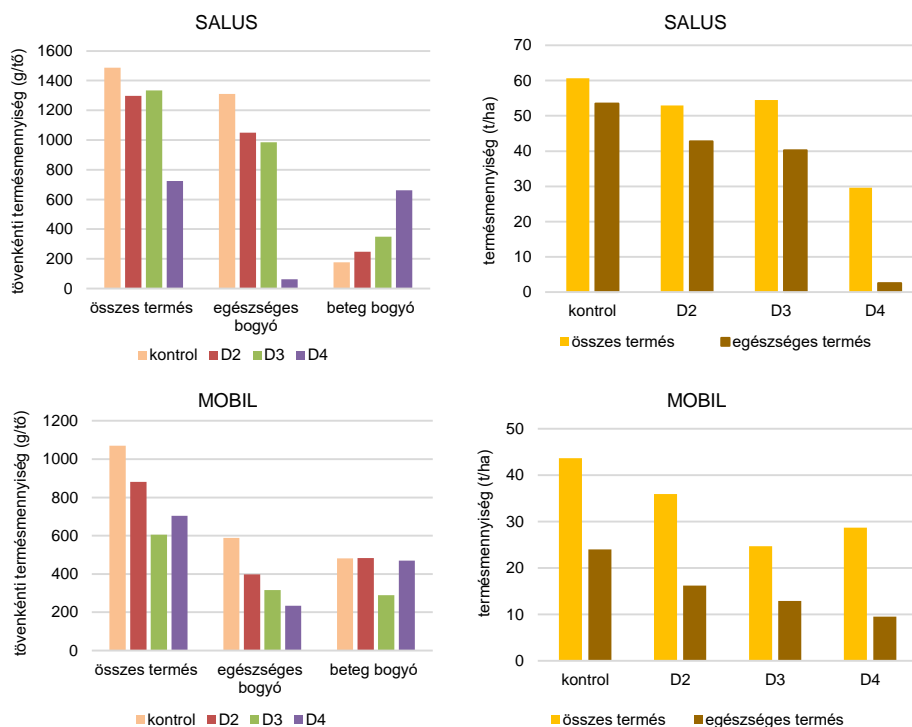 SALUS
tövenkénti termésmennyiség (g/tő)
1600
1400
1200
1000
800
600
400
200
0
összes termés
egészséges
bogyó
beteg bogyó
kontrol
D2
D3
D4
SALUS
termésmennyiség (t/ha)
70
60
50
40
30
20
10
0
kontrol
D2
D3
D4
összes termés
egészséges termés
MOBIL
tövenkénti termésmennyiség (g/tő)
1200
1000
800
600
400
200
0
összes termés
egészséges
bogyó
beteg bogyó
kontrol
D2
D3
D4
MOBIL
termésmennyiség (t/ha)
50
40
30
20
10
0
kontrol
D2
D3
D4
összes termés
egészséges termés